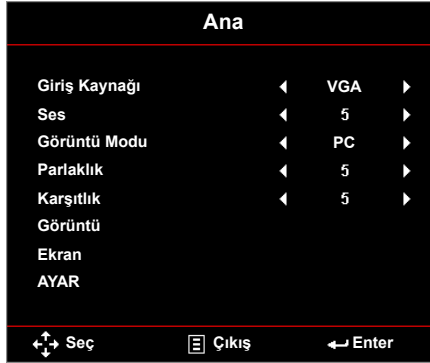 Ana
Giriş Kaynağı VGA
Ses 5
Görüntü Modu PC
Parlaklık 5
Karşıtlık 5
Görüntü
Ekran
AYAR
Seç Çıkış Enter